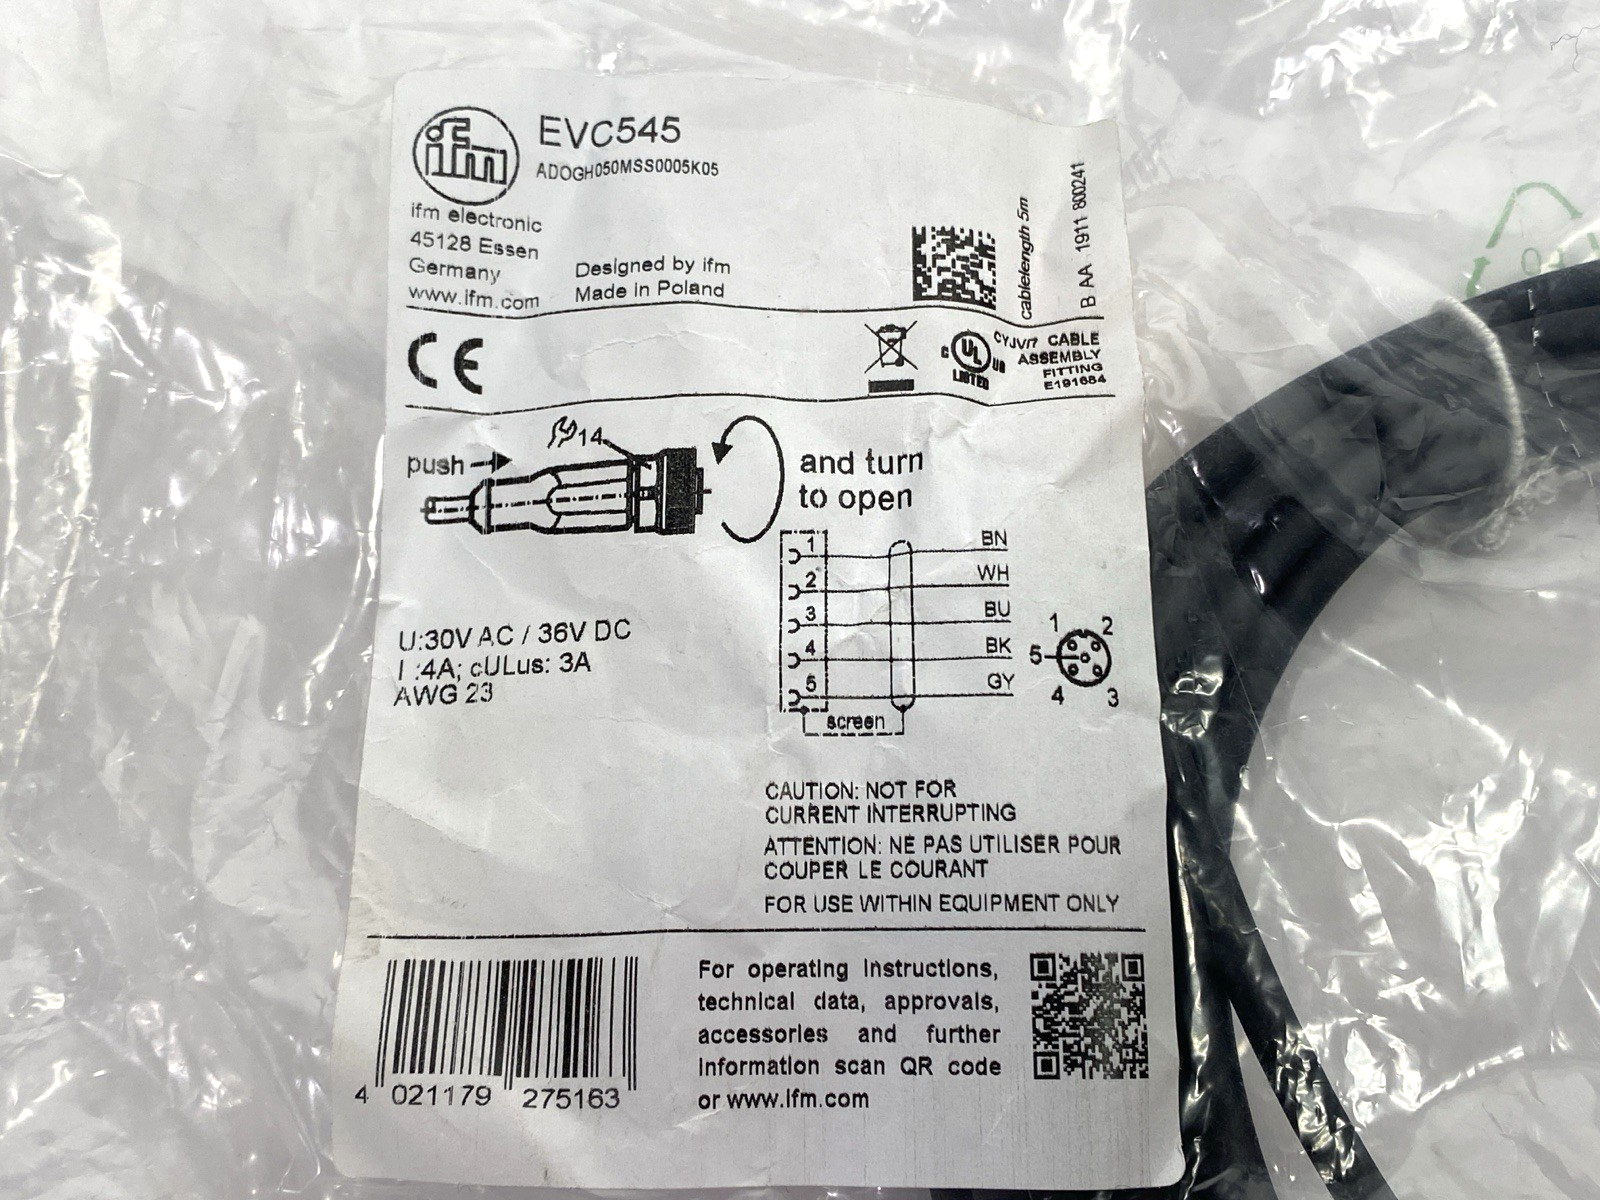 ifm
EVC545
ADOGH050MSS0005K05
ifm electronic
45128 Essen
Germany
www.ifm.com
Designed by ifm
Made in Poland
cablelength 5m
B AA 1911 800241
CE
C UL US
LISTED
CYJV/7 CABLE
ASSEMBLY
FITTING
E191684
push
14
and turn
to open
1 BN
2 WH
3 BU
4 BK
5 GY
screen
1 2
5
4 3
U:30V AC / 36V DC
I :4A; cULus: 3A
AWG 23
CAUTION: NOT FOR
CURRENT INTERRUPTING
ATTENTION: NE PAS UTILISER POUR
COUPER LE COURANT
FOR USE WITHIN EQUIPMENT ONLY
4 021179 275163
For operating instructions,
technical data, approvals,
accessories and further
information scan QR code
or www.ifm.com